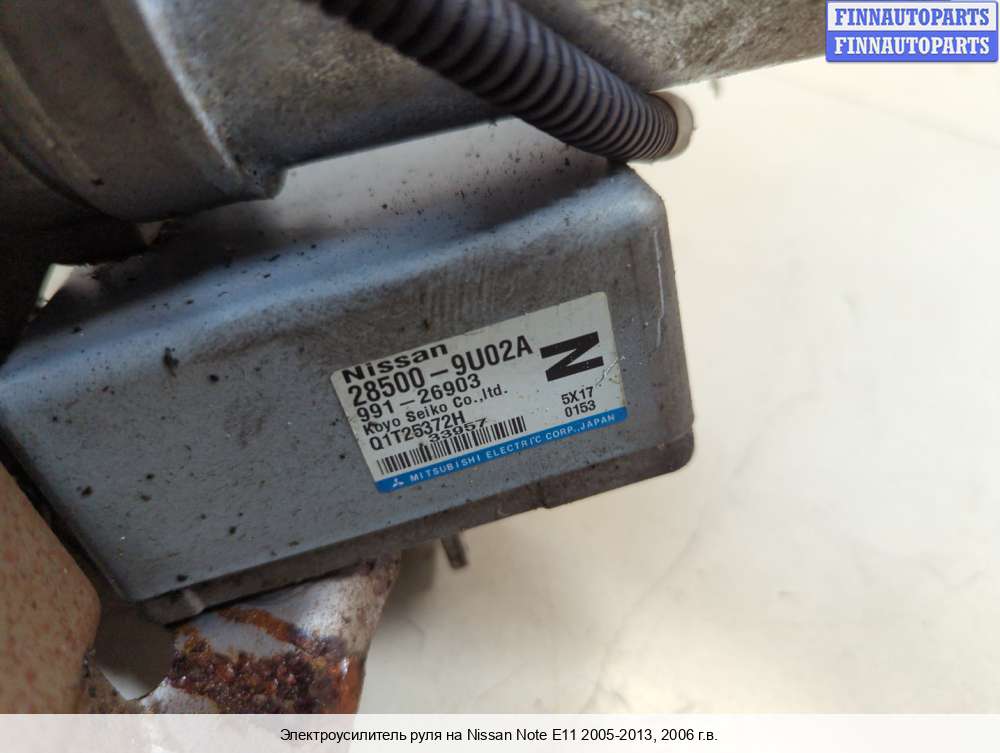 FINNAUTOPARTS
FINNAUTOPARTS
Nissan
28500-9U02A
N
991-26903
Koyo Seiko Co.,ltd.
5X17
Q1T25372H
0153
33957
MITSUBISHI ELECTRIC CORP., JAPAN
Электроусилитель руля на Nissan Note E11 2005-2013, 2006 г.в.